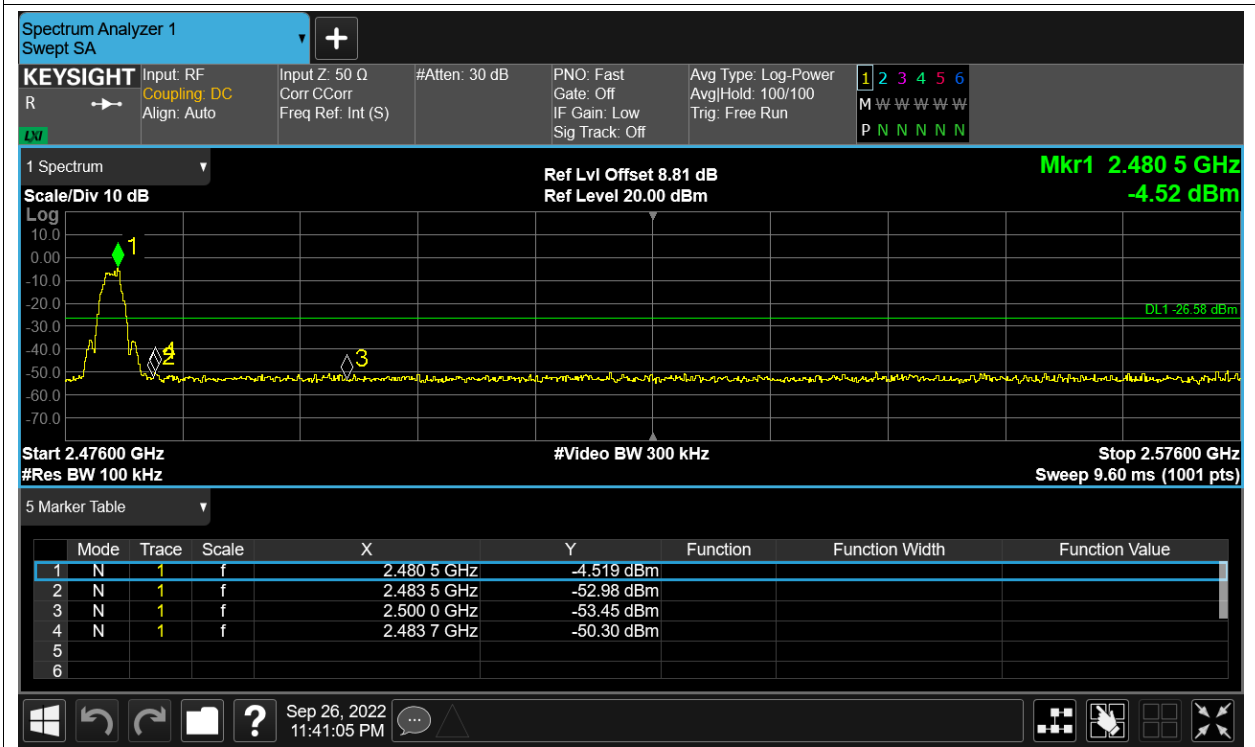 Spectrum Analyzer 1
Swept SA
+
KEYSIGHT Input: RF Input Z: 50 Ω #Atten: 30 dB PNO: Fast Avg Type: Log-Power 1 2 3 4 5 6
R Coupling: DC Corr CCorr Gate: Off Avg|Hold: 100/100 M W W W W W W
Align: Auto Freq Ref: Int (S) IF Gain: Low Trig: Free Run
LXI Sig Track: Off P N N N N N
1 Spectrum Ref Lvl Offset 8.81 dB Mkr1 2.480 5 GHz
Scale/Div 10 dB Ref Level 20.00 dBm -4.52 dBm
Log
10.0
1
0.00
-10.0
-20.0
DL1 -26.58 dBm
-30.0
-40.0
4
2
3
-50.0
-60.0
-70.0
Start 2.47600 GHz #Video BW 300 kHz Stop 2.57600 GHz
#Res BW 100 kHz Sweep 9.60 ms (1001 pts)
5 Marker Table
Mode Trace Scale X Y Function Function Width Function Value
1 N 1 f 2.480 5 GHz -4.519 dBm
2 N 1 f 2.483 5 GHz -52.98 dBm
3 N 1 f 2.500 0 GHz -53.45 dBm
4 N 1 f 2.483 7 GHz -50.30 dBm
5
6
? Sep 26, 2022
11:41:05 PM